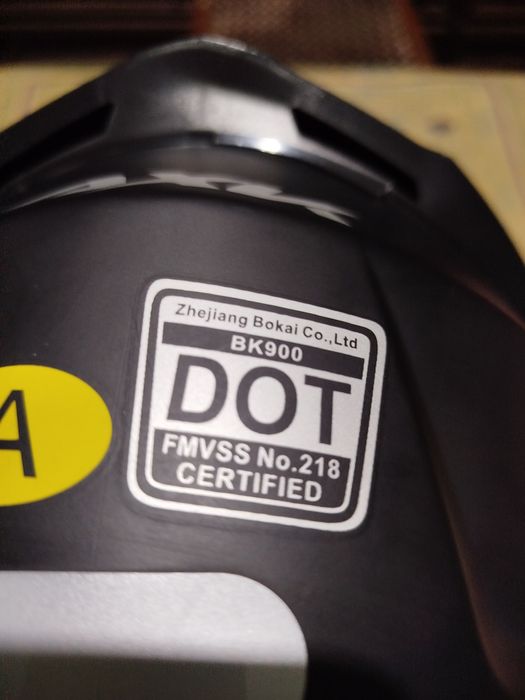 Zhejiang Bokai Co.,Ltd
BK900
DOT
FMVSS No.218
CERTIFIED
A